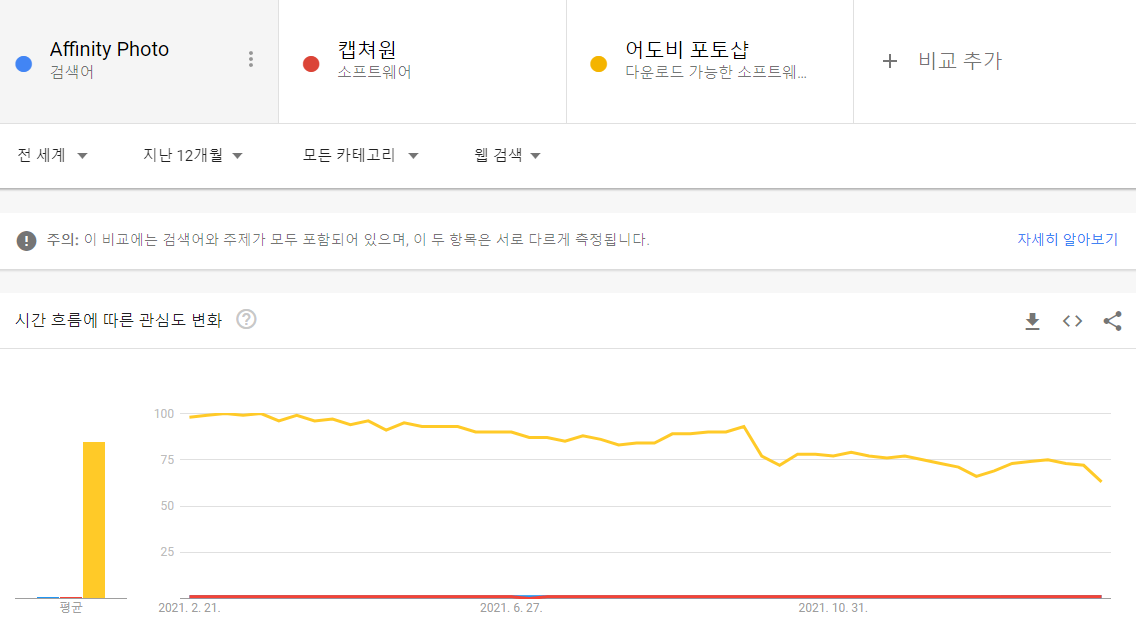 Affinity Photo
검색어
캡쳐원
소프트웨어
어도비 포토샵
다운로드 가능한 소프트웨...
+ 비교 추가
전 세계
지난 12개월
모든 카테고리
웹 검색
주의: 이 비교에는 검색어와 주제가 모두 포함되어 있으며, 이 두 항목은 서로 다르게 측정됩니다.
자세히 알아보기
시간 흐름에 따른 관심도 변화
100
75
50
25
평균
2021. 2. 21.
2021. 6. 27.
2021. 10. 31.